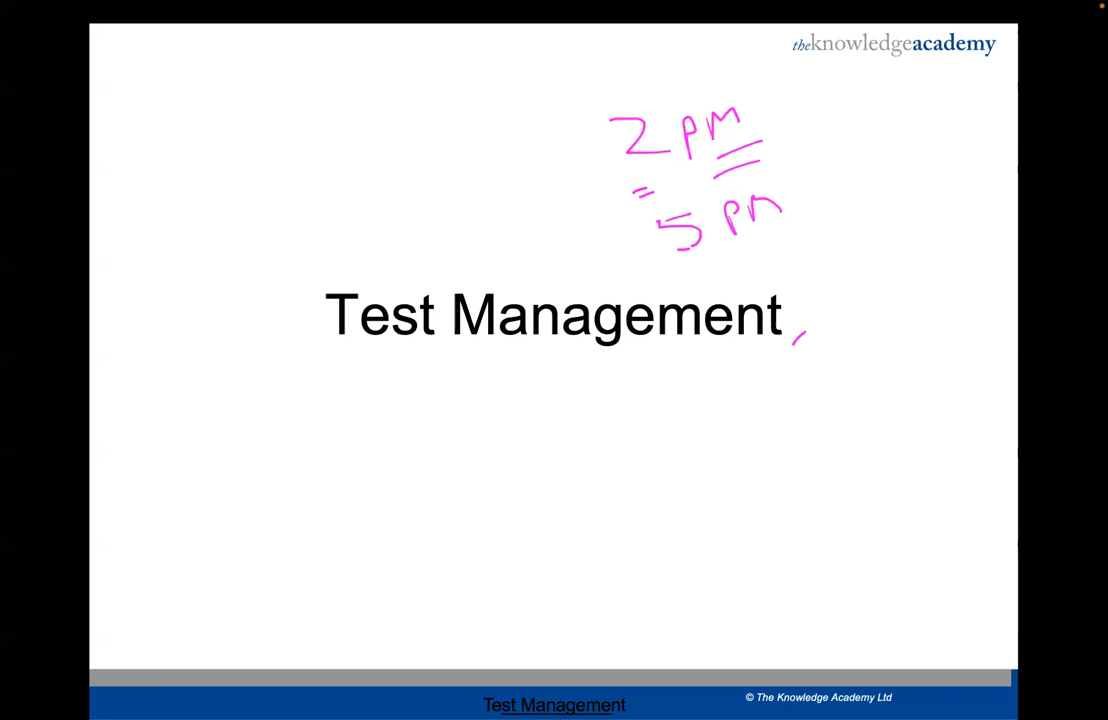 theknowledgeacademy
2 pm
=
5 pm
Test Management
Test Management
© The Knowledge Academy Ltd